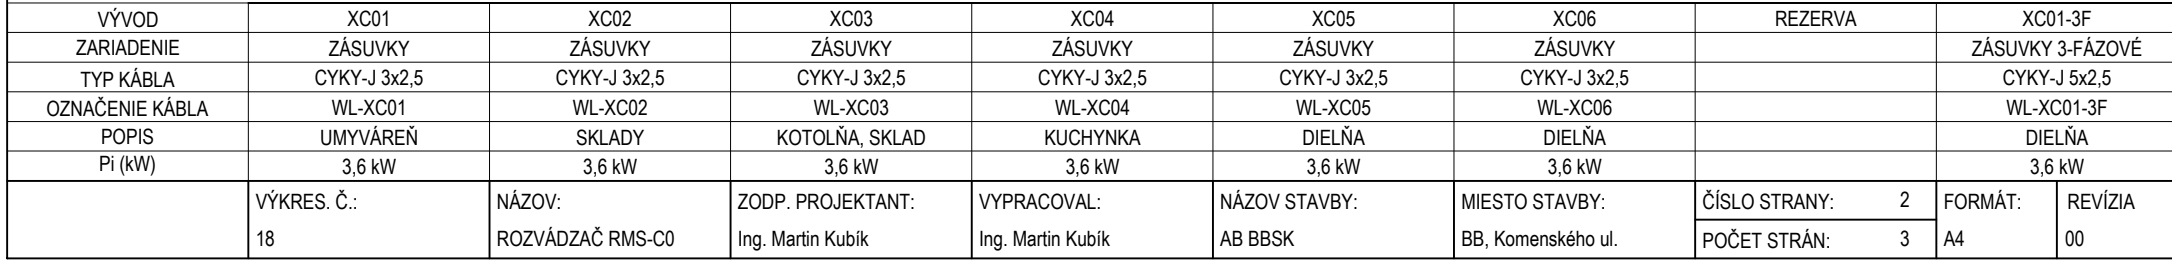 VÝVOD XC01 XC02 XC03 XC04 XC05 XC06 REZERVA XC01-3F
ZARIADENIE ZÁSUVKY ZÁSUVKY ZÁSUVKY ZÁSUVKY ZÁSUVKY ZÁSUVKY ZÁSUVKY 3-FÁZOVÉ
TYP KÁBLA CYKY-J 3x2,5 CYKY-J 3x2,5 CYKY-J 3x2,5 CYKY-J 3x2,5 CYKY-J 3x2,5 CYKY-J 3x2,5 CYKY-J 5x2,5
OZNAČENIE KÁBLA WL-XC01 WL-XC02 WL-XC03 WL-XC04 WL-XC05 WL-XC06 WL-XC01-3F
POPIS UMYVÁREŇ SKLADY KOTOLŇA, SKLAD KUCHYNKA DIELŇA DIELŇA DIELŇA
Pi (kW) 3,6 kW 3,6 kW 3,6 kW 3,6 kW 3,6 kW 3,6 kW 3,6 kW
VÝKRES. Č.: NÁZOV: ZODP. PROJEKTANT: VYPRACOVAL: NÁZOV STAVBY: MIESTO STAVBY: ČÍSLO STRANY: 2 FORMÁT: REVÍZIA
18 ROZVÁDZAČ RMS-C0 Ing. Martin Kubík Ing. Martin Kubík AB BBSK BB, Komenského ul. POČET STRÁN: 3 A4 00